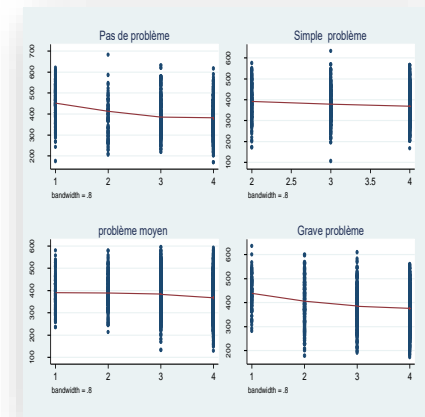 Pas de problème
700
600
500
400
300
200
1 2 3 4
bandwidth = .8
Simple problème
600
500
400
300
200
100
2 2.5 3 3.5 4
bandwidth = .8
problème moyen
600
500
400
300
200
100
1 2 3 4
bandwidth = .8
Grave problème
600
500
400
300
200
1 2 3 4
bandwidth = .8